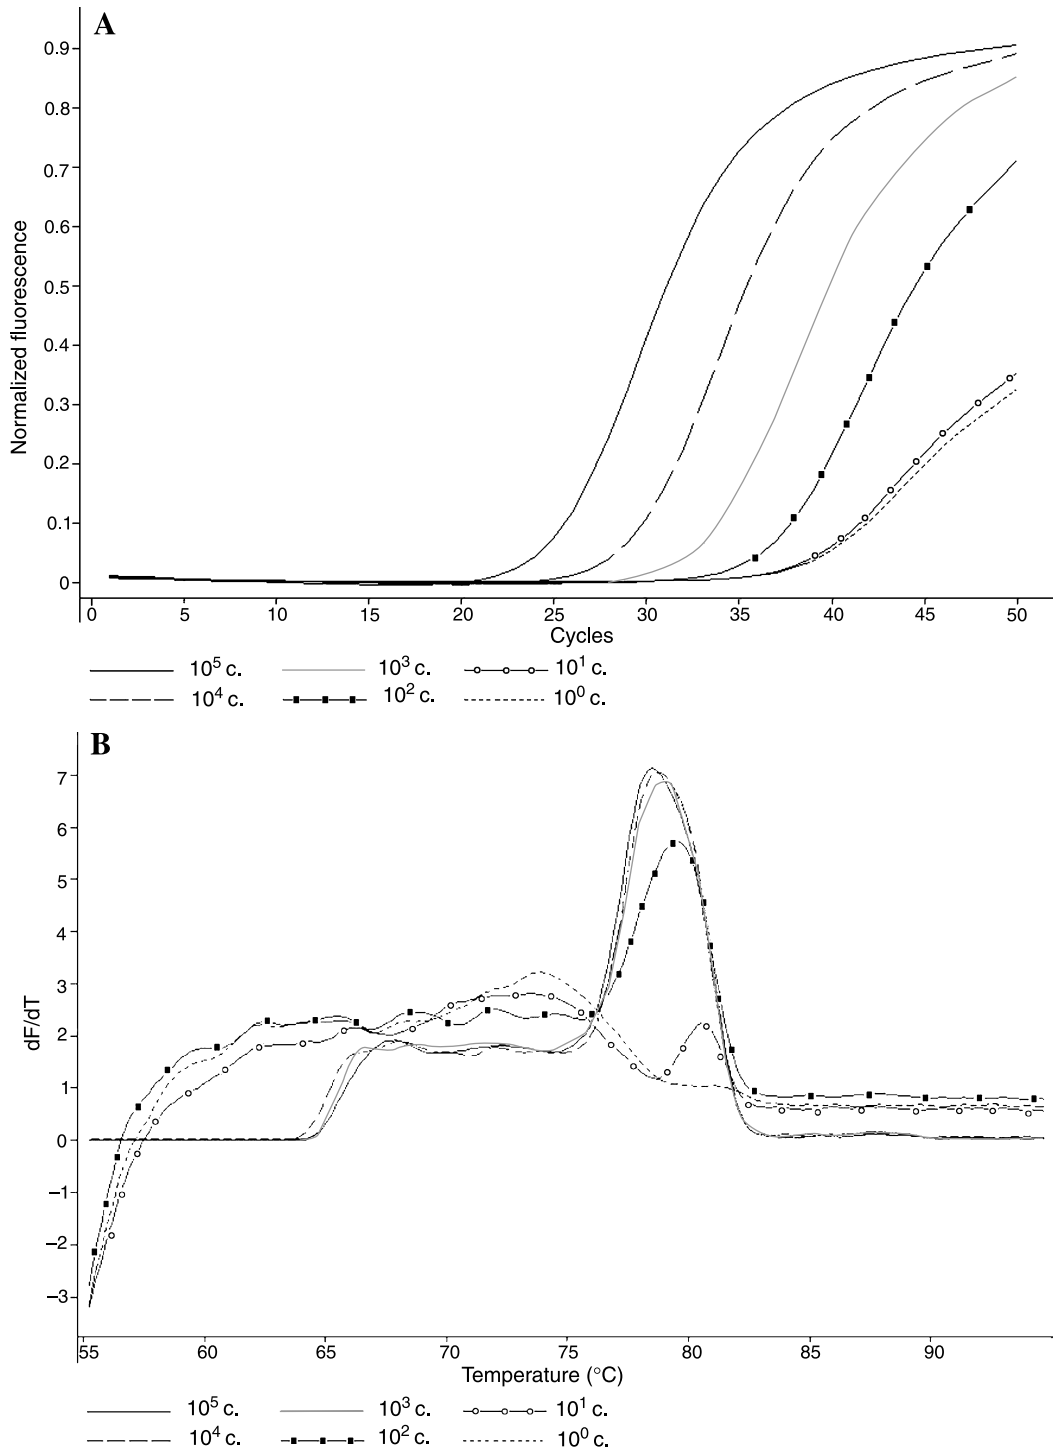 A
0.9
0.8
0.7
0.6
0.5
0.4
0.3
0.2
0.1
0
Normalized fluorescence
0 5 10 15 20 25 30 35 40 45 50
Cycles
10⁵ c. 10³ c. 10¹ c.
10⁴ c. 10² c. 10⁰ c.
B
7
6
5
4
3
2
1
0
−1
−2
−3
dF/dT
55 60 65 70 75 80 85 90
Temperature (°C)
10⁵ c. 10³ c. 10¹ c.
10⁴ c. 10² c. 10⁰ c.